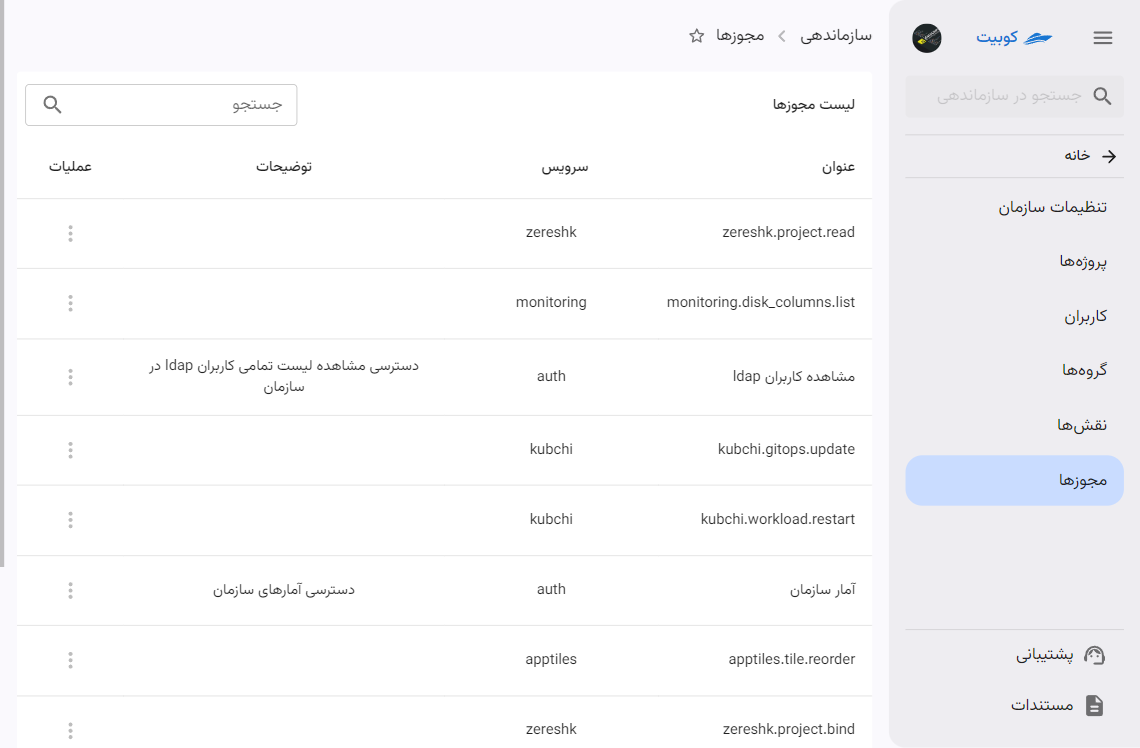 کوبیت
جستجو در سازماندهی
خانه
تنظیمات سازمان
پروژه‌ها
کاربران
گروه‌ها
نقش‌ها
مجوزها
پشتیبانی
مستندات
سازماندهی
مجوزها
لیست مجوزها
جستجو
عنوان سرویس توضیحات عملیات
zereshk.project.read zereshk
monitoring.disk_columns.list monitoring
مشاهده کاربران ldap auth دسترسی مشاهده لیست تمامی کاربران ldap در
سازمان
kubchi.gitops.update kubchi
kubchi.workload.restart kubchi
آمار سازمان auth دسترسی آمارهای سازمان
apptiles.tile.reorder apptiles
zereshk.project.bind zereshk